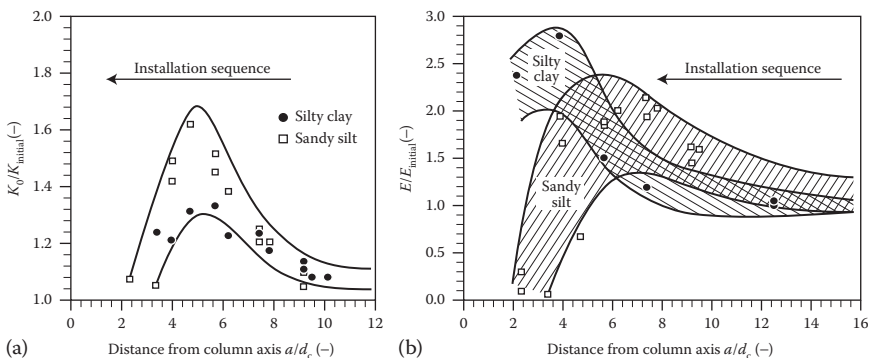 2.0
1.8
1.6
1.4
1.2
1.0
K₀/Kinitial(–)
Installation sequence
Silty clay
Sandy silt
0 2 4 6 8 10 12
(a) Distance from column axis a/dc (–)
3.0
2.5
2.0
1.5
1.0
0.5
0.0
E/Einitial(–)
Silty
clay
Installation sequence
Sandy
silt
0 2 4 6 8 10 12 14 16
(b) Distance from column axis a/dc (–)